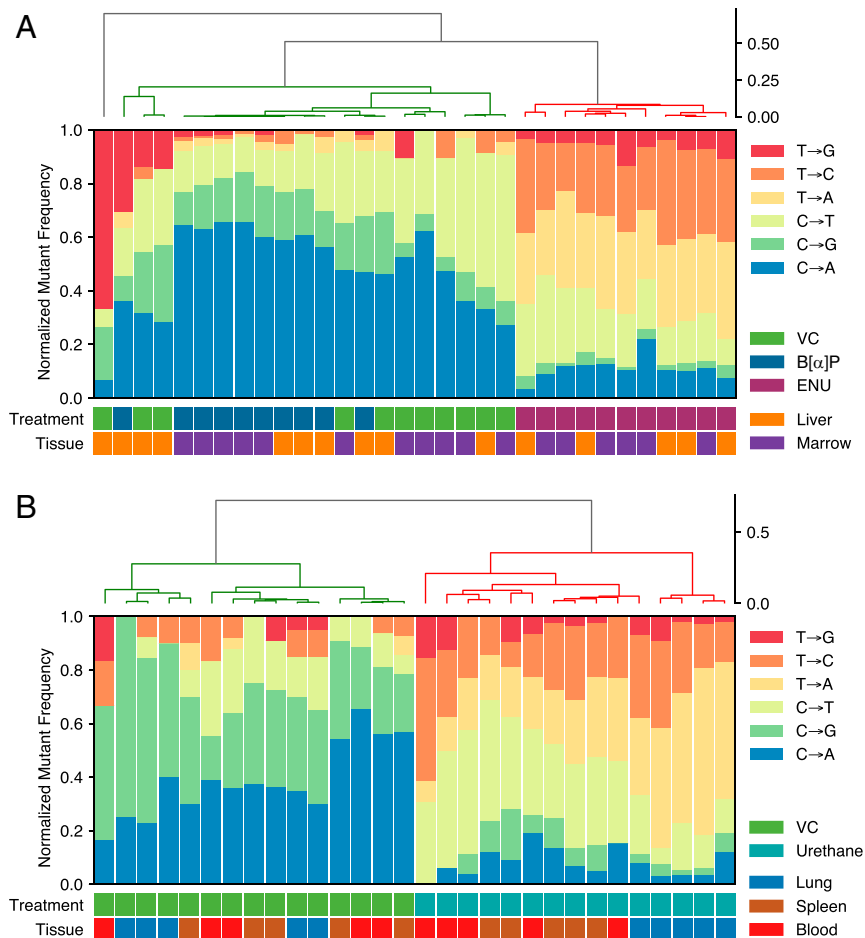 A
0.50
0.25
0.00
Normalized Mutant Frequency
1.0
0.8
0.6
0.4
0.2
0.0
T→G
T→C
T→A
C→T
C→G
C→A
VC
B[α]P
ENU
Treatment
Tissue
Liver
Marrow
B
0.5
0.0
Normalized Mutant Frequency
1.0
0.8
0.6
0.4
0.2
0.0
T→G
T→C
T→A
C→T
C→G
C→A
VC
Urethane
Treatment
Tissue
Lung
Spleen
Blood